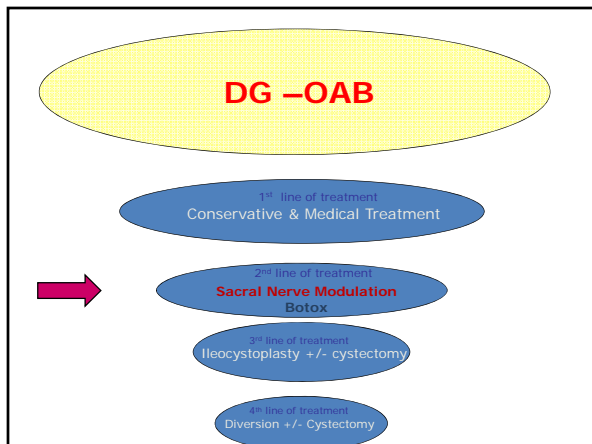 DG –OAB
1st line of treatment
Conservative & Medical Treatment
2nd line of treatment
Sacral Nerve Modulation
Botox
3rd line of treatment
Ileocystoplasty +/- cystectomy
4th line of treatment
Diversion +/- Cystectomy